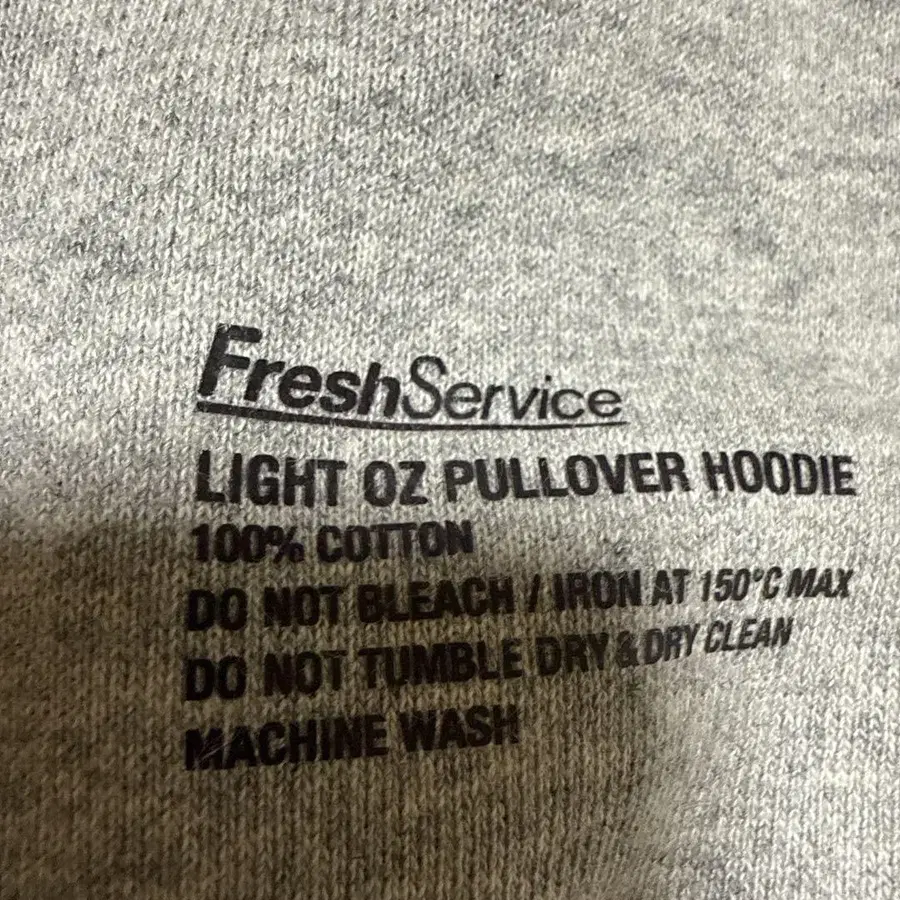 FreshService
LIGHT OZ PULLOVER HOODIE
100% COTTON
DO NOT BLEACH / IRON AT 150°C MAX
DO NOT TUMBLE DRY & DRY CLEAN
MACHINE WASH